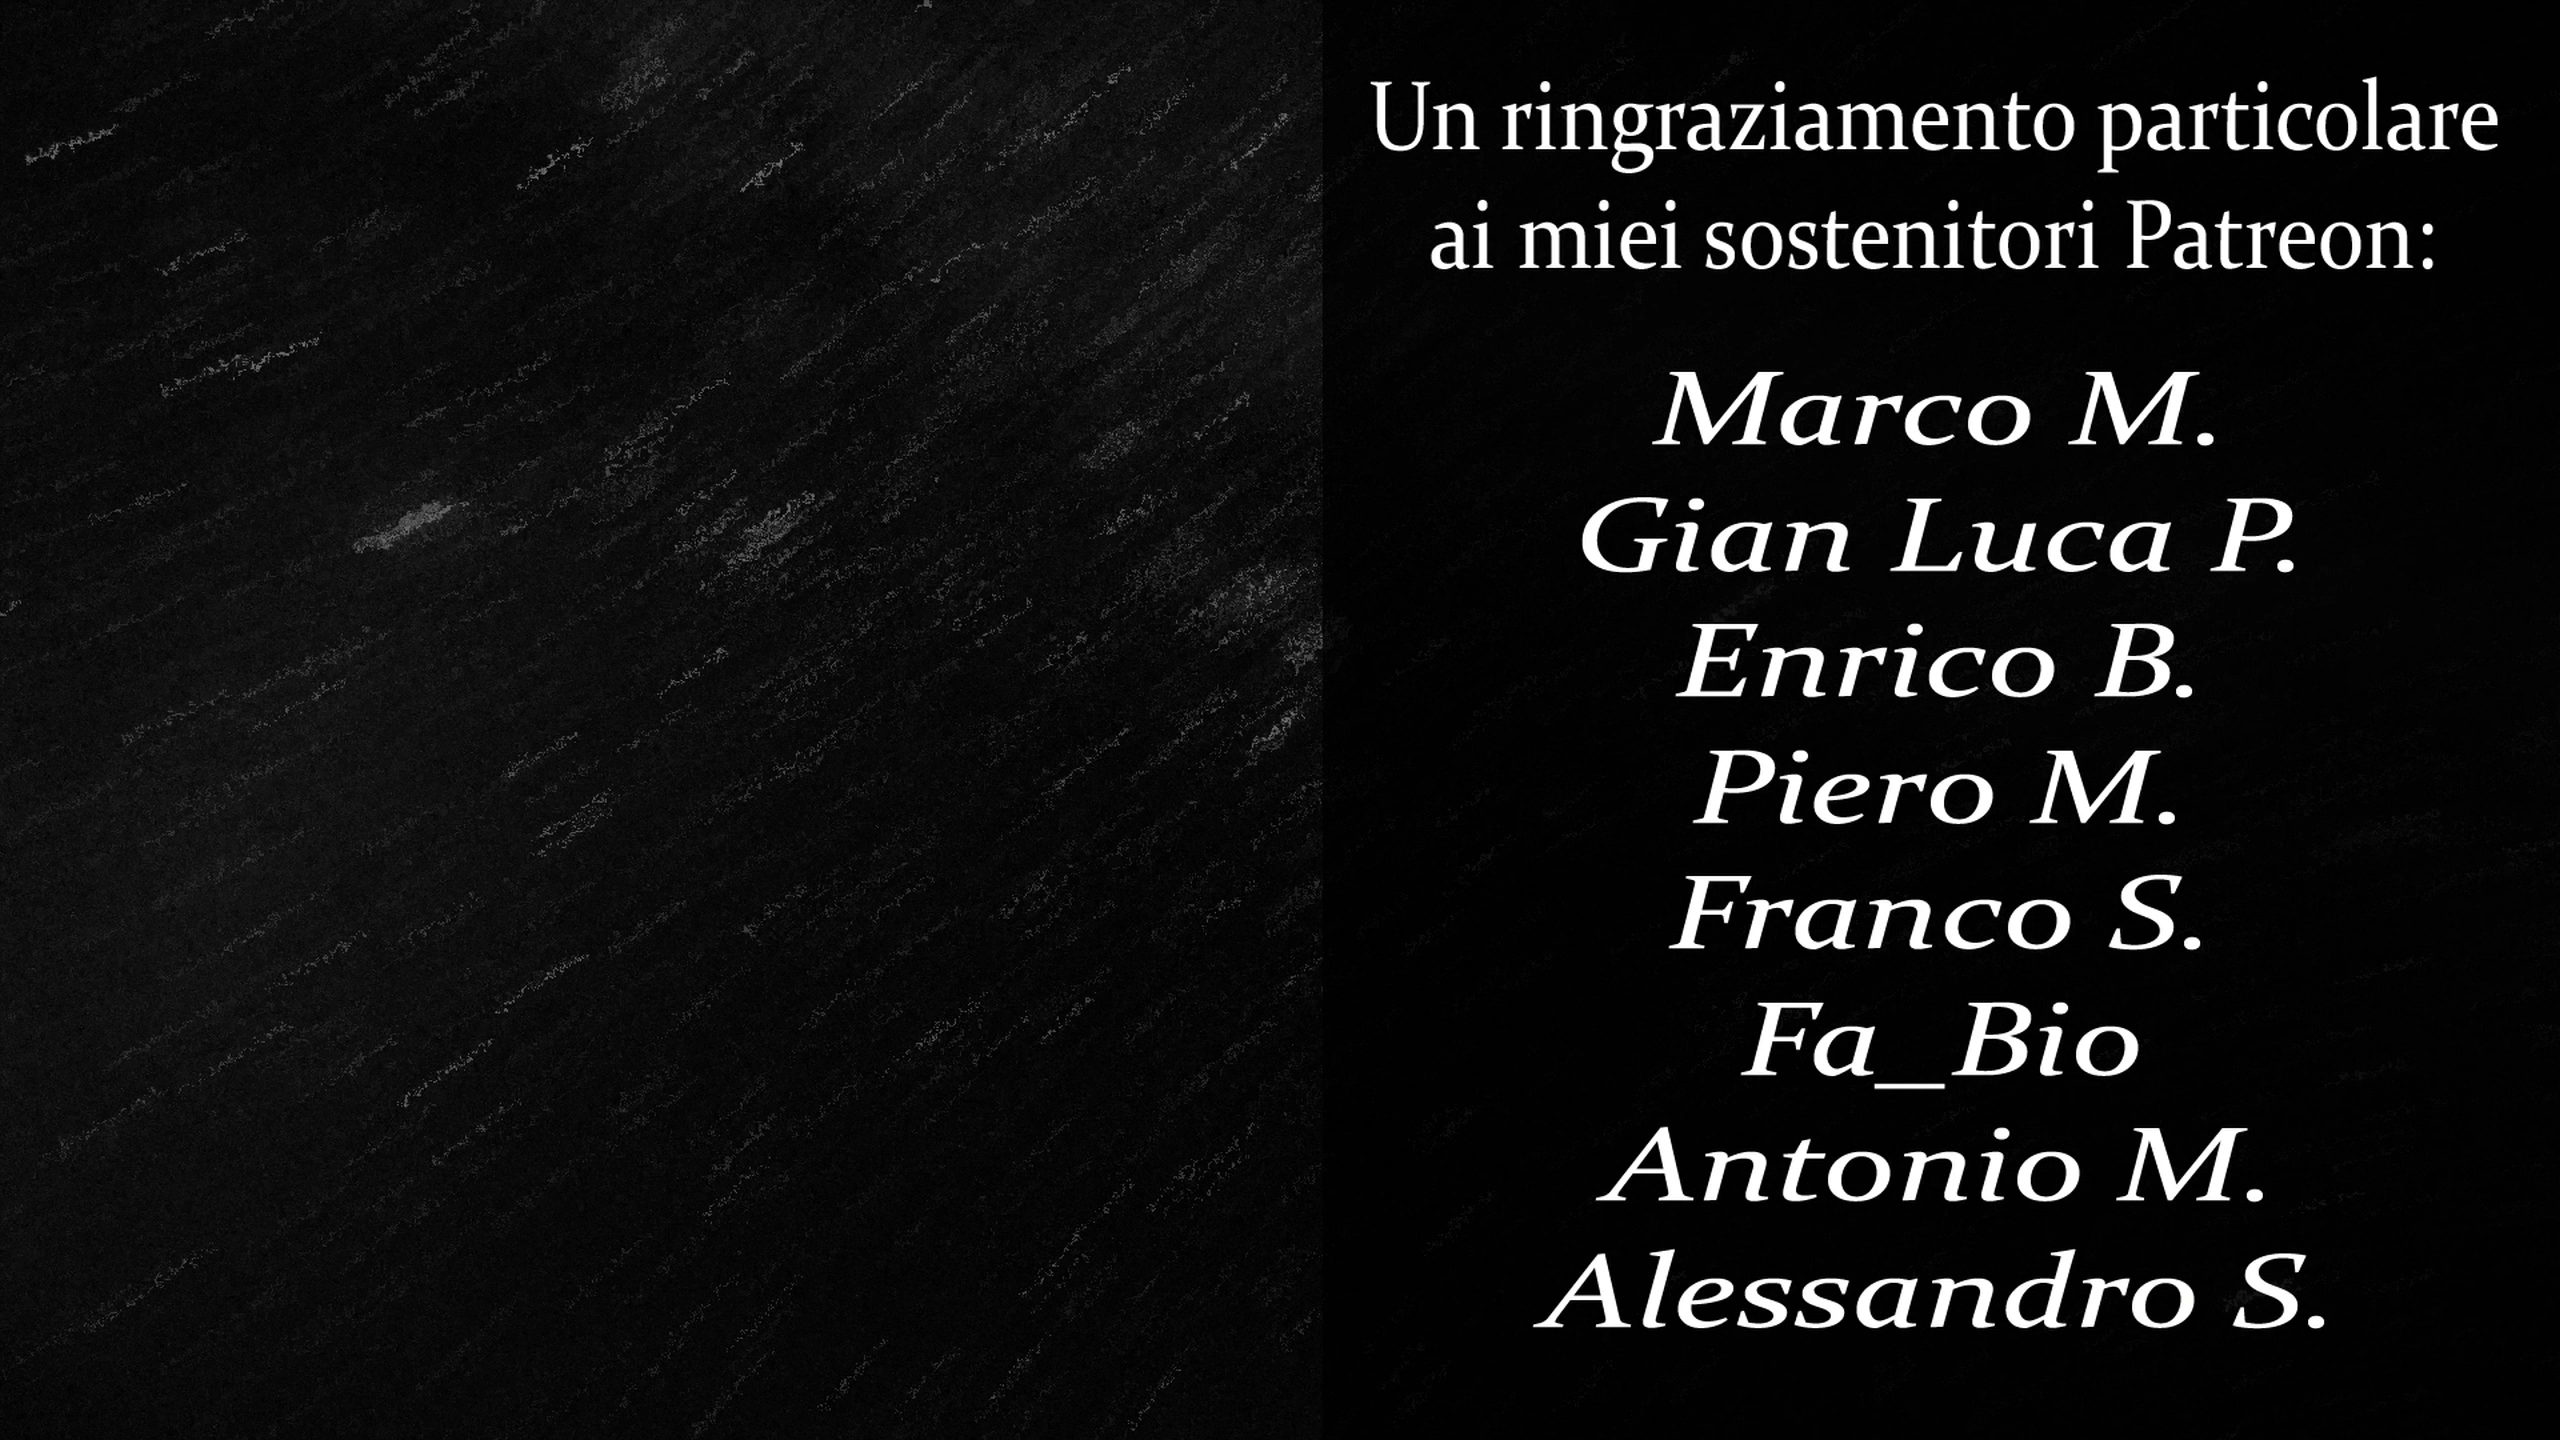 Un ringraziamento particolare
ai miei sostenitori Patreon:
Marco M.
Gian Luca P.
Enrico B.
Piero M.
Franco S.
Fa_Bio
Antonio M.
Alessandro S.